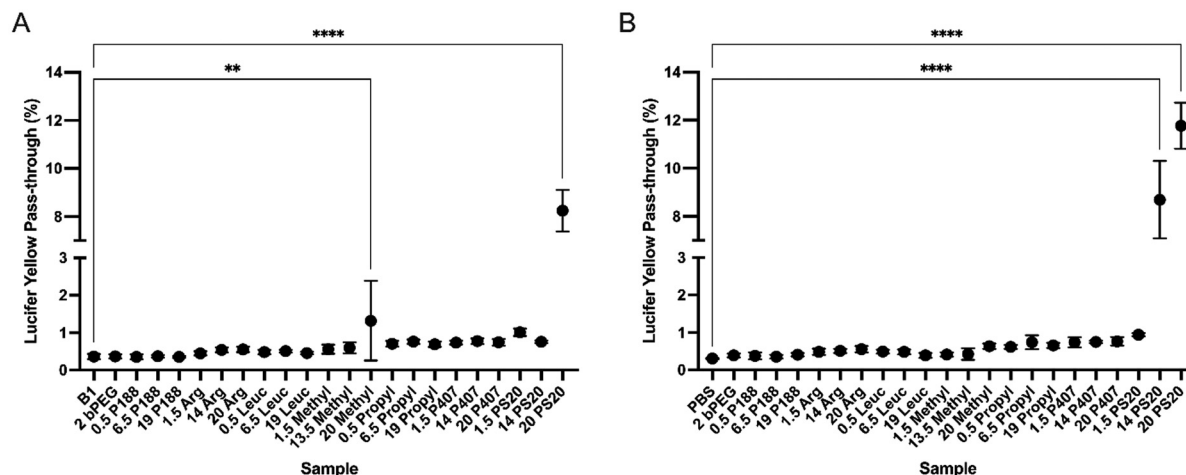 A
****
**
Lucifer Yellow Pass-through (%)
14
12
10
8
6
3
2
1
0
B1
2 bPEG
0.5 P188
6.5 P188
19 P188
1.5 Arg
14 Arg
20 Arg
0.5 Leuc
6.5 Leuc
19 Leuc
1.5 Methyl
13.5 Methyl
20 Methyl
0.5 Propyl
6.5 Propyl
19 Propyl
1.5 P407
14 P407
20 P407
1.5 PS20
14 PS20
20 PS20
Sample
B
****
****
Lucifer Yellow Pass-through (%)
14
12
10
8
6
3
2
1
0
PBS
2 bPEG
0.5 P188
6.5 P188
19 P188
1.5 Arg
14 Arg
20 Arg
0.5 Leuc
6.5 Leuc
19 Leuc
1.5 Methyl
13.5 Methyl
20 Methyl
0.5 Propyl
6.5 Propyl
19 Propyl
1.5 P407
14 P407
20 P407
1.5 PS20
14 PS20
20 PS20
Sample